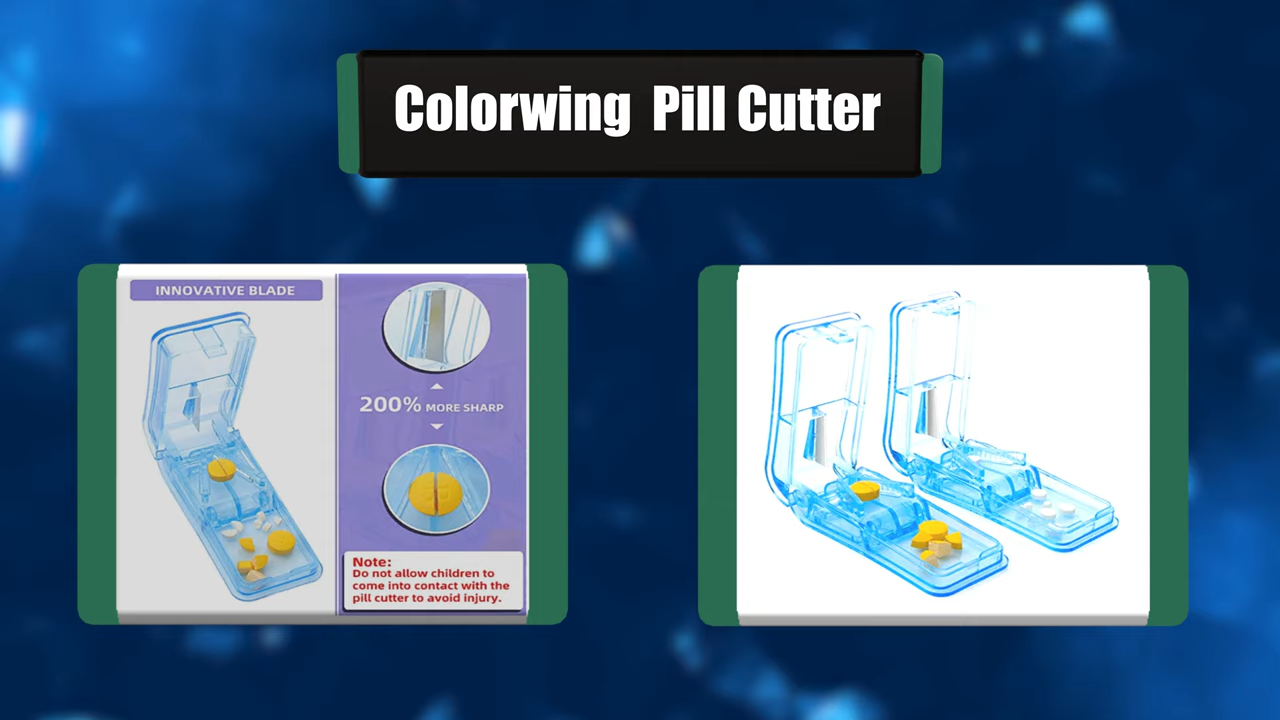 Colorwing Pill Cutter
INNOVATIVE BLADE
200% MORE SHARP
Note:
Do not allow children to
come into contact with the
pill cutter to avoid injury.